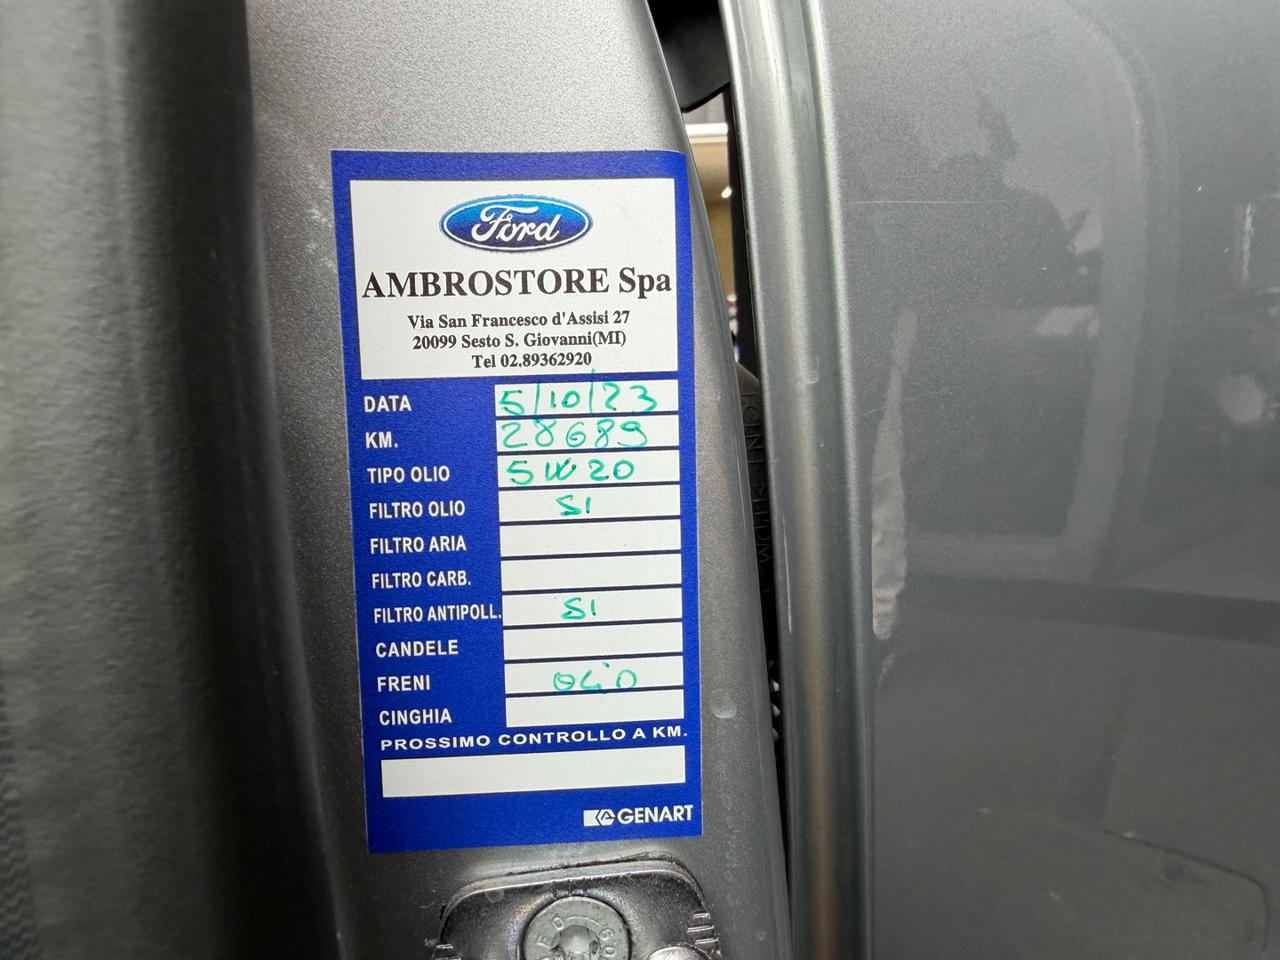 Ford
AMBROSTORE Spa
Via San Francesco d'Assisi 27
20099 Sesto S. Giovanni(MI)
Tel 02.89362920
DATA 5/10/23
KM. 28689
TIPO OLIO 5W20
FILTRO OLIO SI
FILTRO ARIA
FILTRO CARB.
FILTRO ANTIPOLL. SI
CANDELE
FRENI OLIO
CINGHIA
PROSSIMO CONTROLLO A KM.
GENART